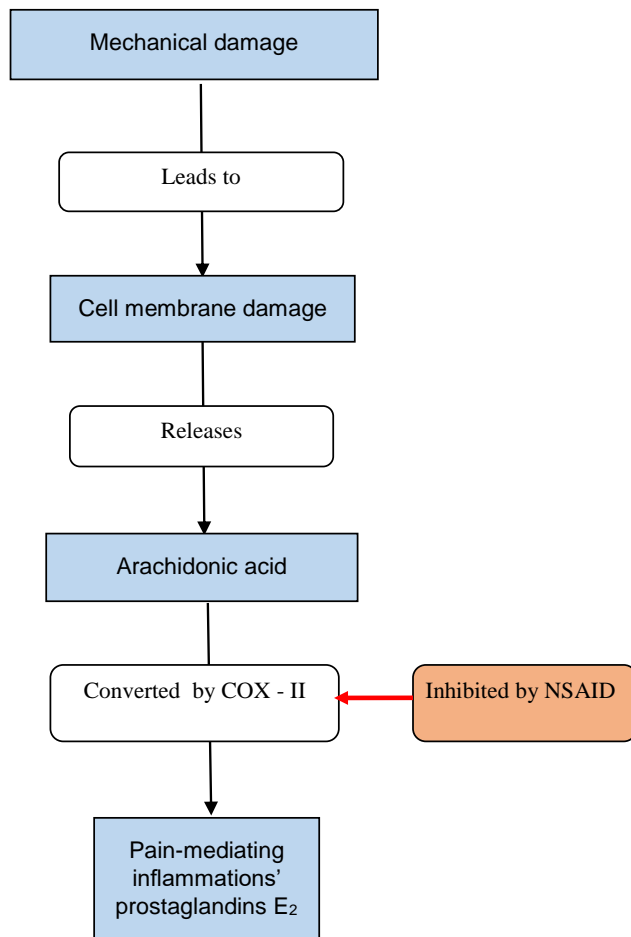 Mechanical damage
Leads to
Cell membrane damage
Releases
Arachidonic acid
Converted  by COX - II
Inhibited by NSAID
Pain-mediating
inflammations’
prostaglandins E₂